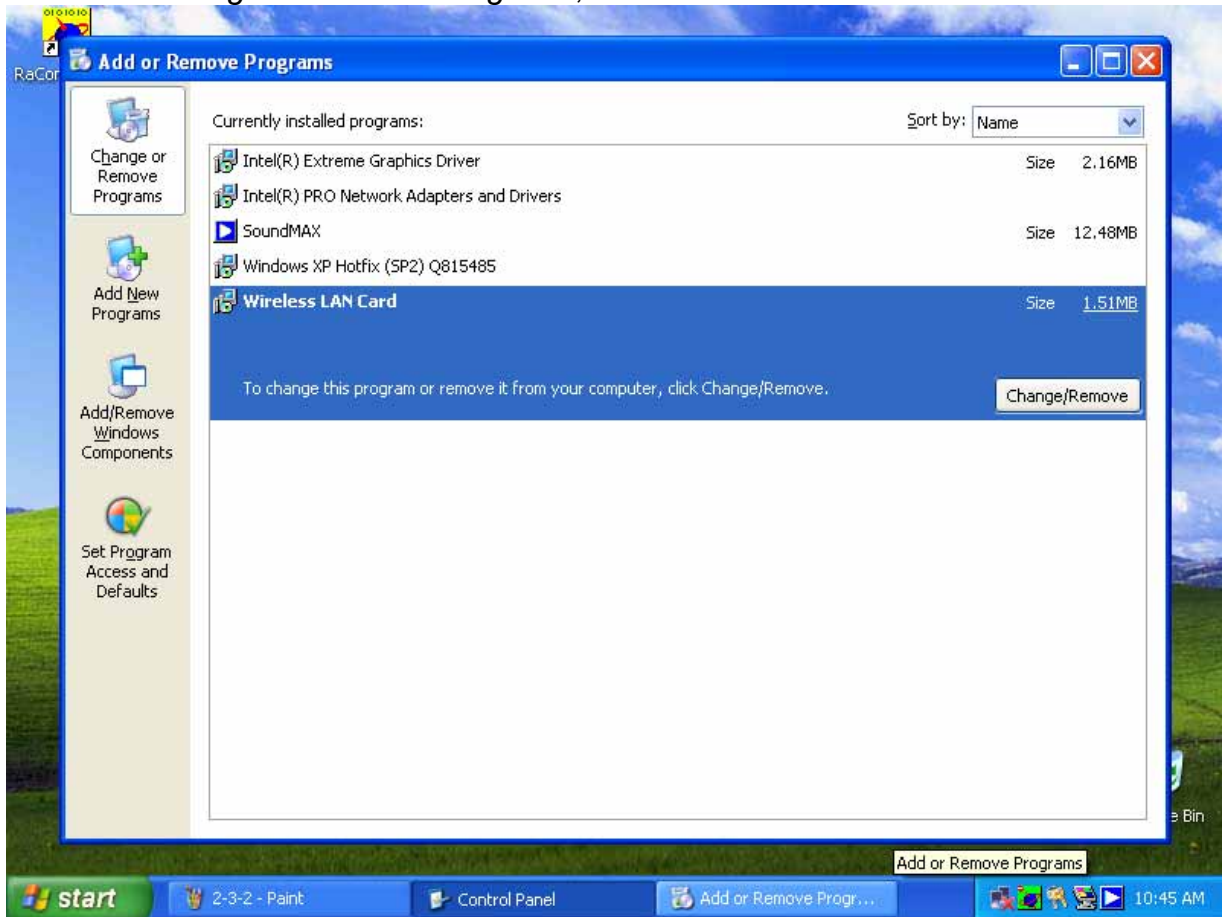 0101010
RaCo
Add or Remove Programs
Change or
Remove
Programs
Add New
Programs
Add/Remove
Windows
Components
Set Program
Access and
Defaults
Currently installed programs:
Sort by: Name
Intel(R) Extreme Graphics Driver Size 2.16MB
Intel(R) PRO Network Adapters and Drivers
SoundMAX Size 12.48MB
Windows XP Hotfix (SP2) Q815485
Wireless LAN Card Size 1.51MB
To change this program or remove it from your computer, click Change/Remove.
Change/Remove
e Bin
Add or Remove Programs
start
2-3-2 - Paint
Control Panel
Add or Remove Progr...
10:45 AM